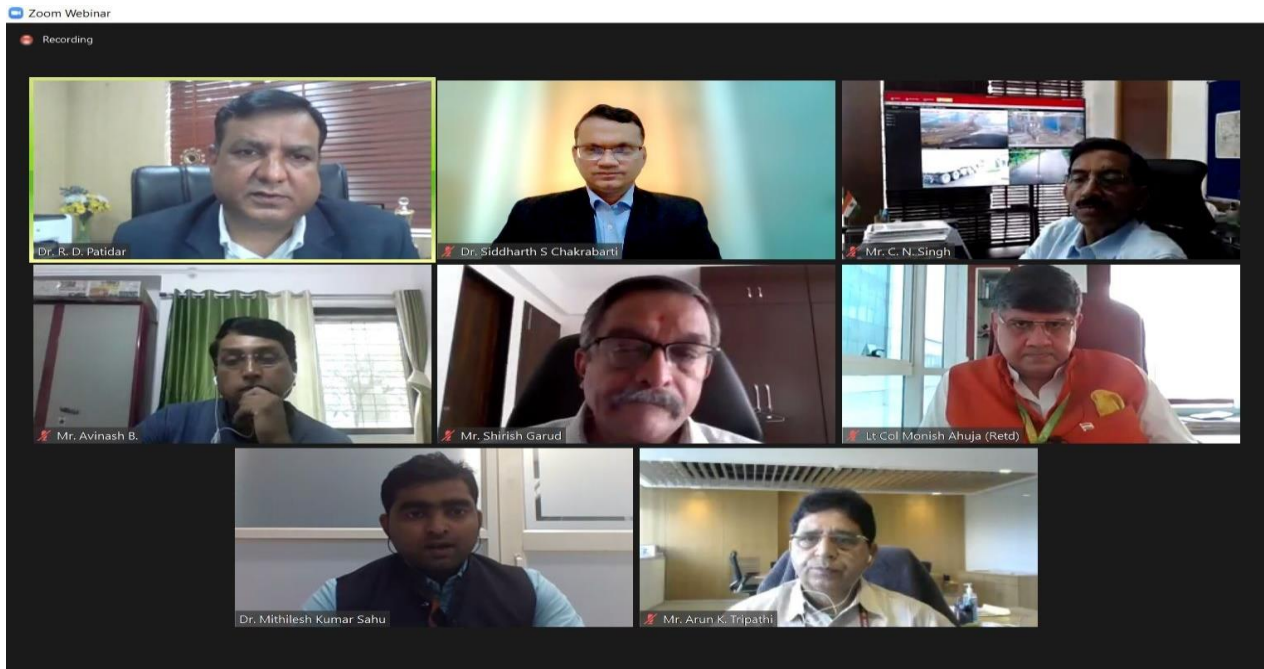 Zoom Webinar
Recording
Dr. R. D. Patidar
Dr. Siddharth S Chakrabarti
Mr. C. N. Singh
Mr. Avinash B.
Mr. Shirish Garud
Lt Col Monish Ahuja (Retd)
Dr. Mithilesh Kumar Sahu
Mr. Arun K. Tripathi